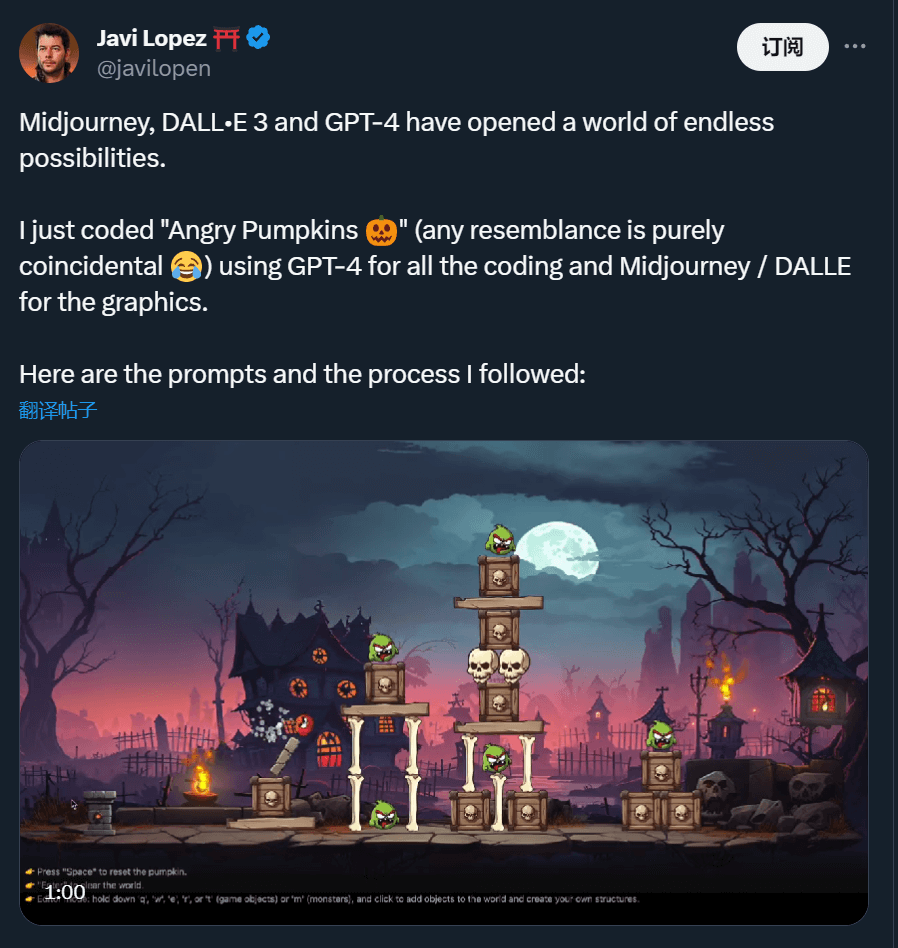 Javi Lopez ⛩️
@javilopen
订阅
Midjourney, DALL•E 3 and GPT-4 have opened a world of endless
possibilities.
I just coded "Angry Pumpkins 🎃" (any resemblance is purely
coincidental 😂) using GPT-4 for all the coding and Midjourney / DALLE
for the graphics.
Here are the prompts and the process I followed:
翻译帖子
👉 Press "Space" to reset the pumpkin.
the world.
1:00
hold down 'q', 'w', 'e', 'r', or 't' (game objects) or 'm' (monsters), and click to add objects to the world and create your own structures.